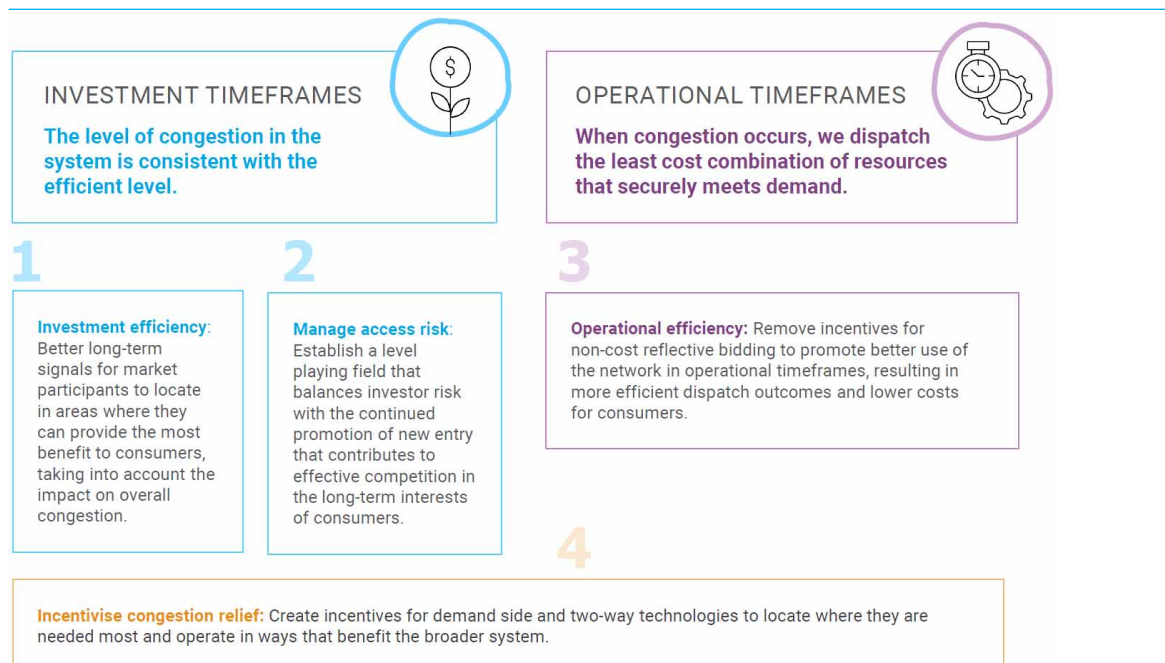 $
INVESTMENT TIMEFRAMES
The level of congestion in the
system is consistent with the
efficient level.
OPERATIONAL TIMEFRAMES
When congestion occurs, we dispatch
the least cost combination of resources
that securely meets demand.
1
Investment efficiency:
Better long-term
signals for market
participants to locate
in areas where they
can provide the most
benefit to consumers,
taking into account the
impact on overall
congestion.
2
Manage access risk:
Establish a level
playing field that
balances investor risk
with the continued
promotion of new entry
that contributes to
effective competition in
the long-term interests
of consumers.
3
Operational efficiency: Remove incentives for
non-cost reflective bidding to promote better use of
the network in operational timeframes, resulting in
more efficient dispatch outcomes and lower costs
for consumers.
4
Incentivise congestion relief: Create incentives for demand side and two-way technologies to locate where they are
needed most and operate in ways that benefit the broader system.